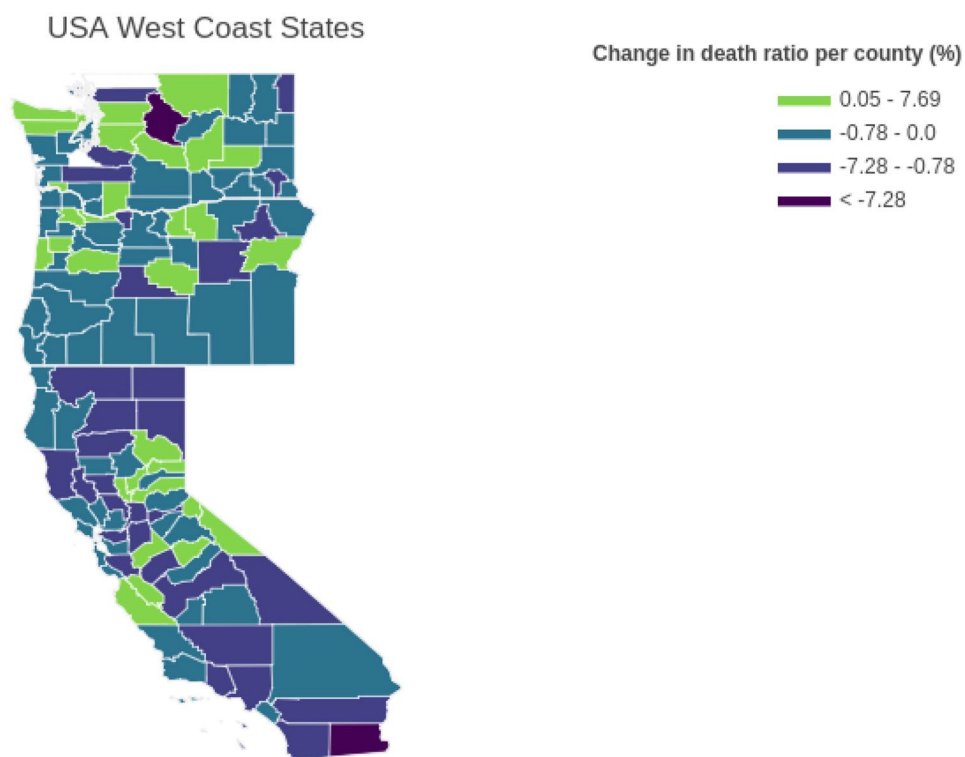 USA West Coast States
Change in death ratio per county (%)
0.05 - 7.69
-0.78 - 0.0
-7.28 - -0.78
< -7.28